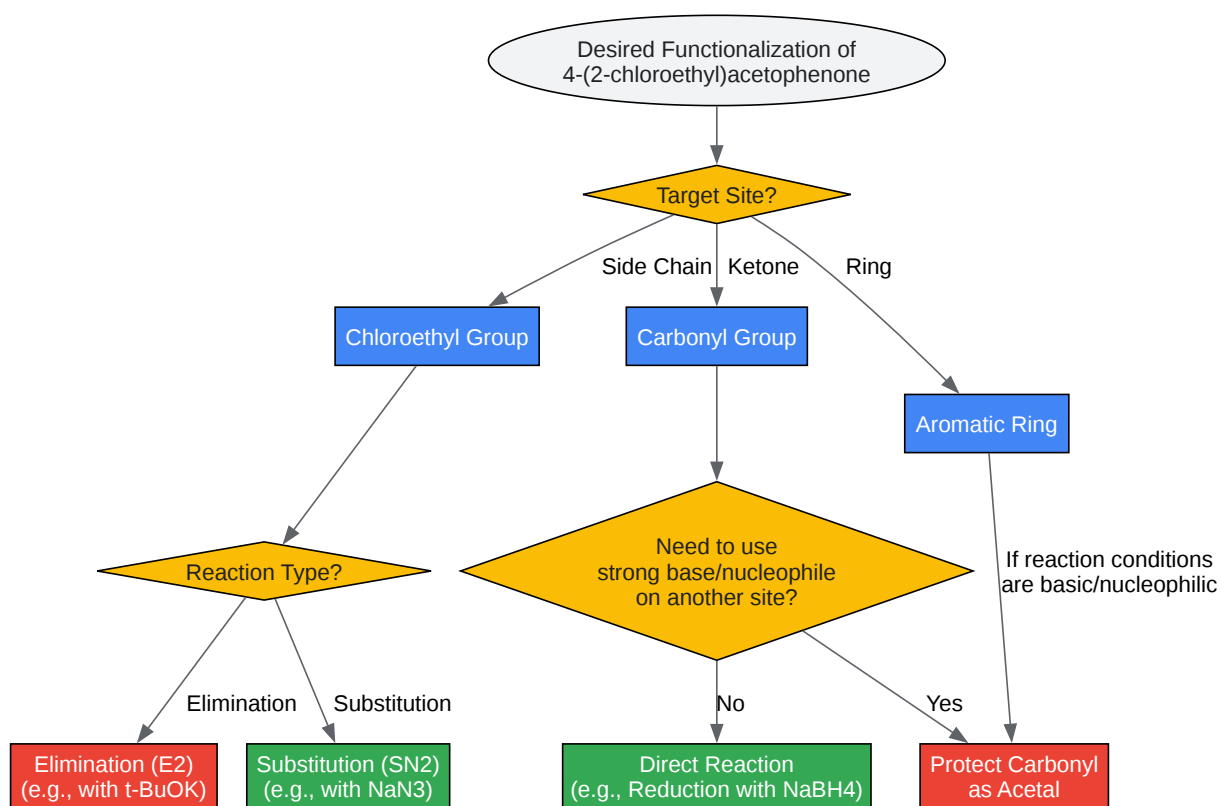 Desired Functionalization of
4-(2-chloroethyl)acetophenone
Target Site?
Side Chain
Ketone
Ring
Chloroethyl Group
Carbonyl Group
Aromatic Ring
Reaction Type?
Need to use
strong base/nucleophile
on another site?
If reaction conditions
are basic/nucleophilic
Elimination
Substitution
No
Yes
Elimination (E2)
(e.g., with t-BuOK)
Substitution (SN2)
(e.g., with NaN3)
Direct Reaction
(e.g., Reduction with NaBH4)
Protect Carbonyl
as Acetal